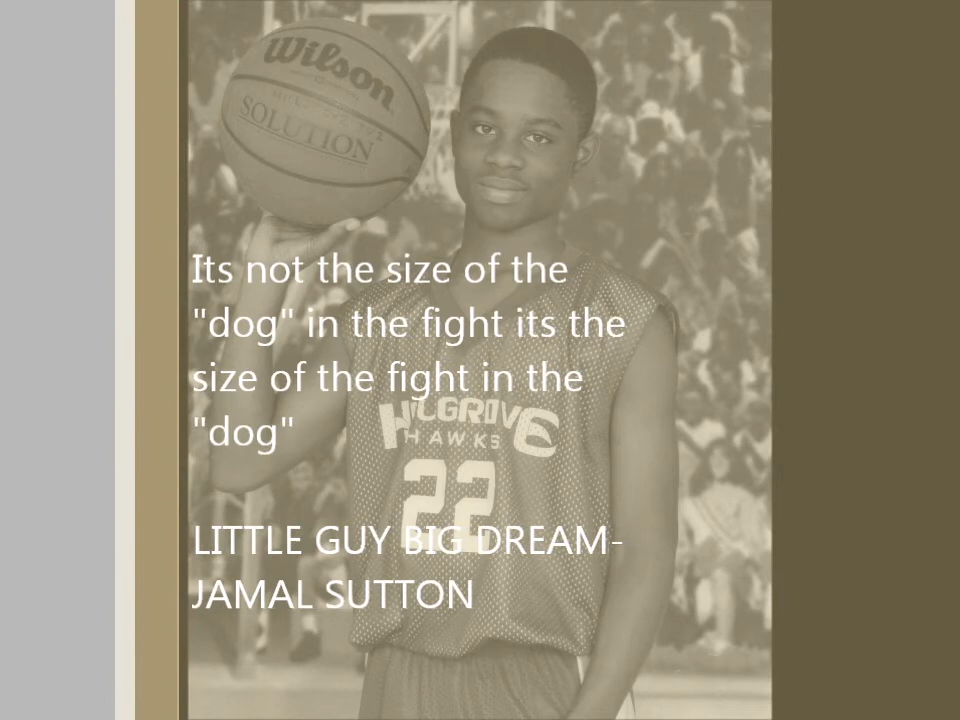 Wilson
SOLUTION
Its not the size of the
"dog" in the fight its the
size of the fight in the
"dog"
HAWKS
22
LITTLE GUY BIG DREAM-
JAMAL SUTTON